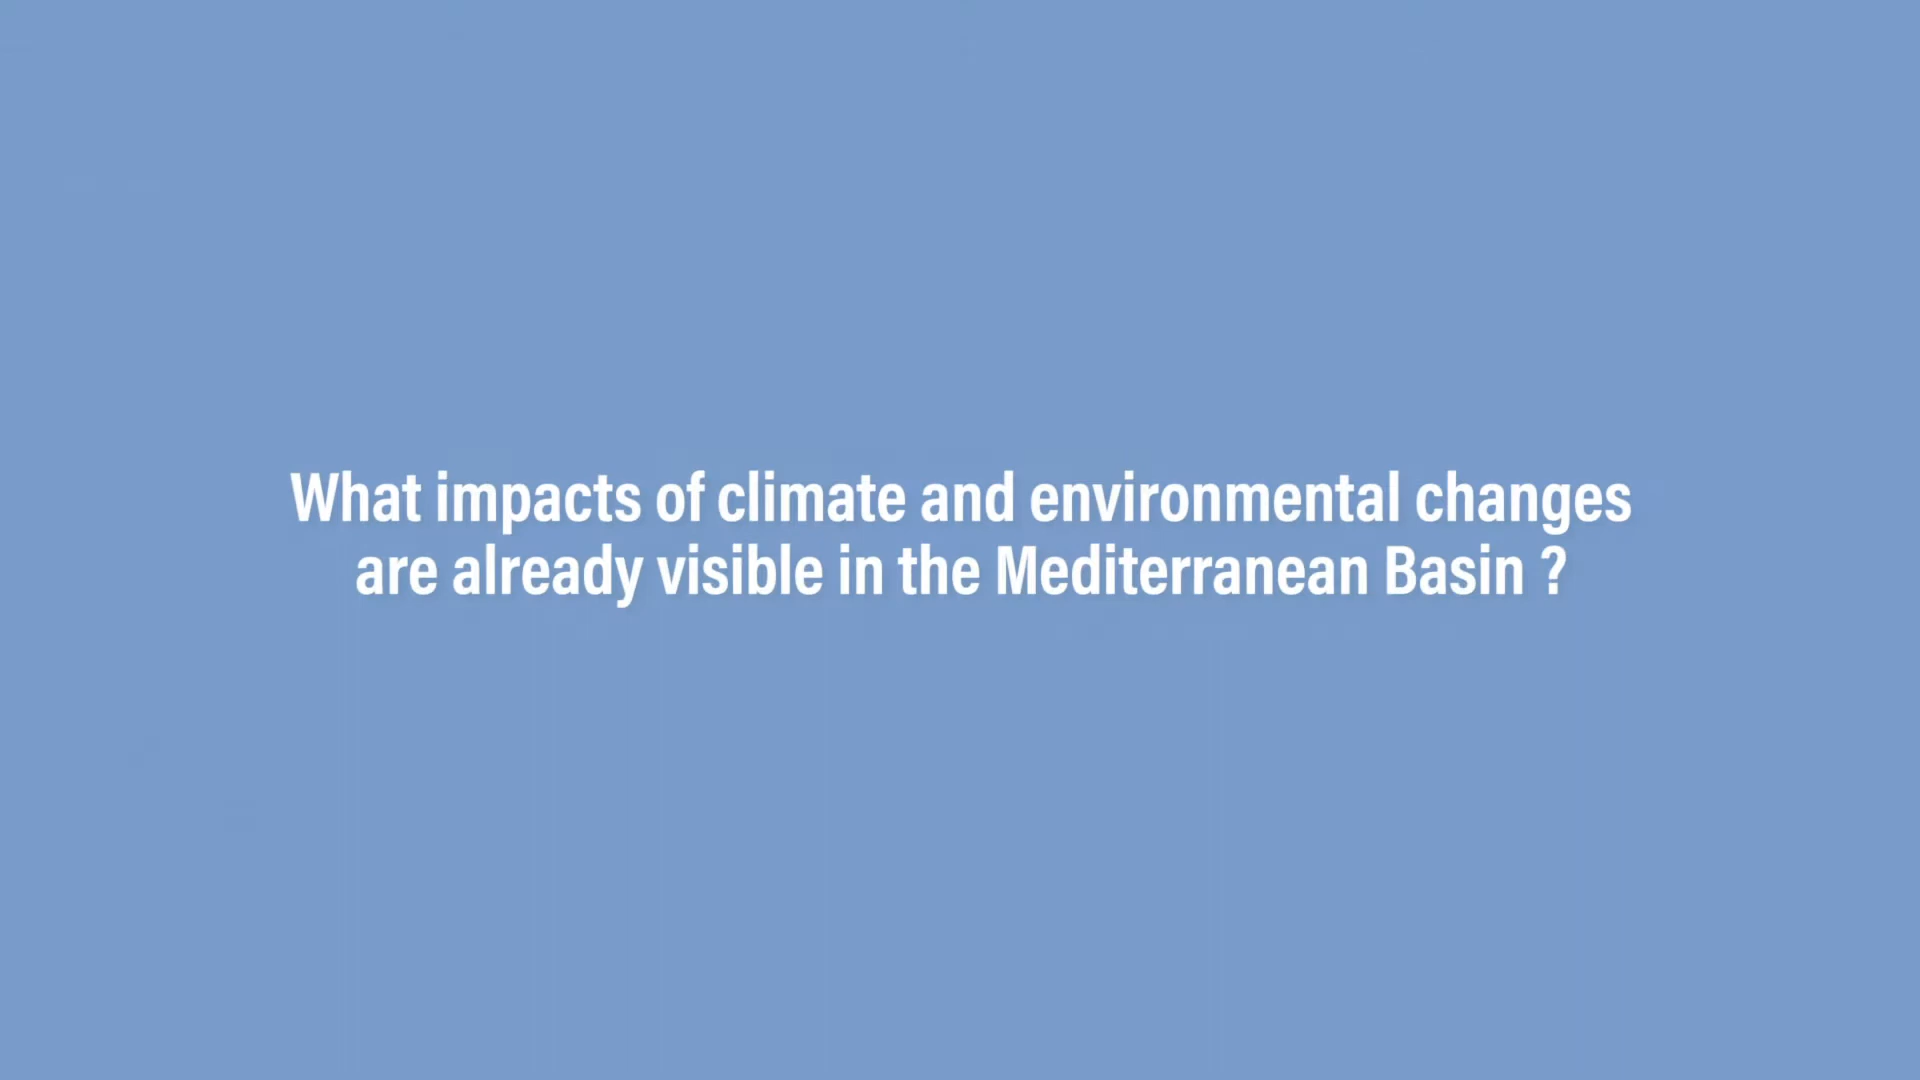 What impacts of climate and environmental changes
are already visible in the Mediterranean Basin ?